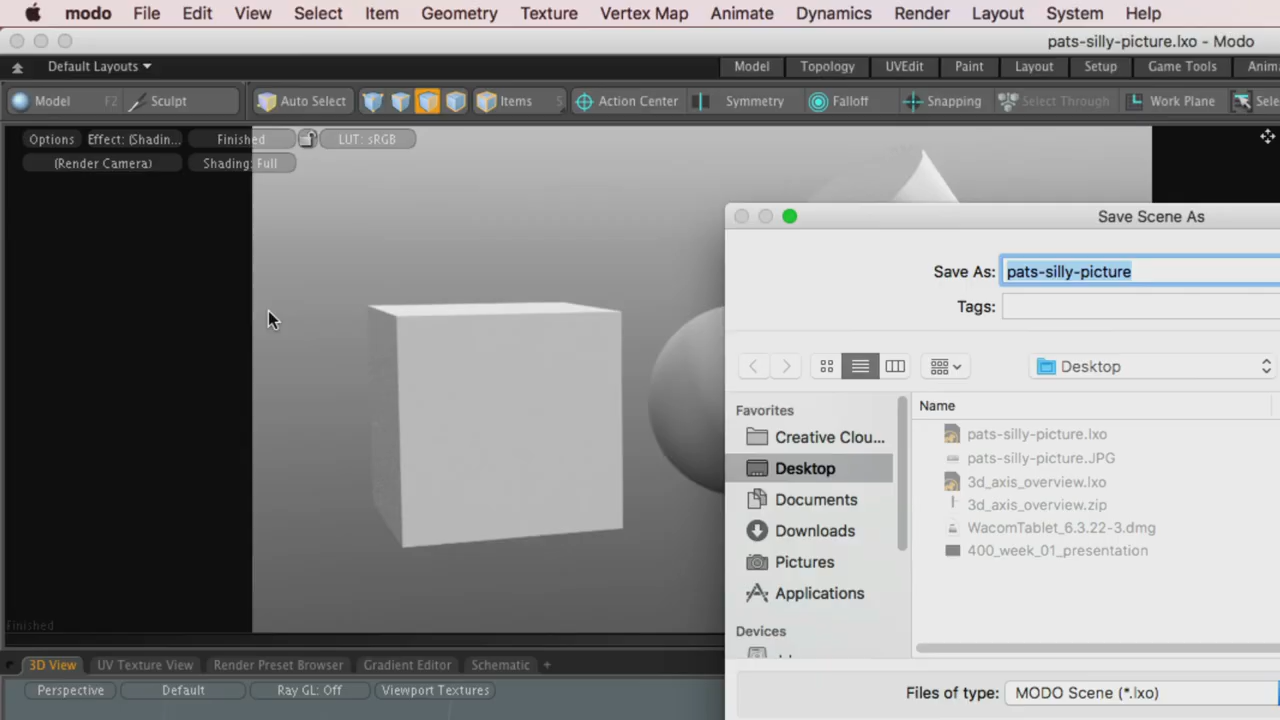 modo File Edit View Select Item Geometry Texture Vertex Map Animate Dynamics Render Layout System Help
pats-silly-picture.lxo - Modo
Default Layouts Model Topology UVEdit Paint Layout Setup Game Tools Anima
Model F2 Sculpt Auto Select Items S Action Center Symmetry Falloff Snapping Select Through Work Plane Sele
Options Effect: (Shadin... Finished LUT: sRGB
(Render Camera) Shading: Full
Save Scene As
Save As: pats-silly-picture
Tags:
Desktop
Favorites
Creative Clou...
Desktop
Documents
Downloads
Pictures
Applications
Devices
Name
pats-silly-picture.lxo
pats-silly-picture.JPG
3d_axis_overview.lxo
3d_axis_overview.zip
WacomTablet_6.3.22-3.dmg
400_week_01_presentation
Files of type: MODO Scene (*.lxo)
Finished
3D View UV Texture View Render Preset Browser Gradient Editor Schematic +
Perspective Default Ray GL: Off Viewport Textures